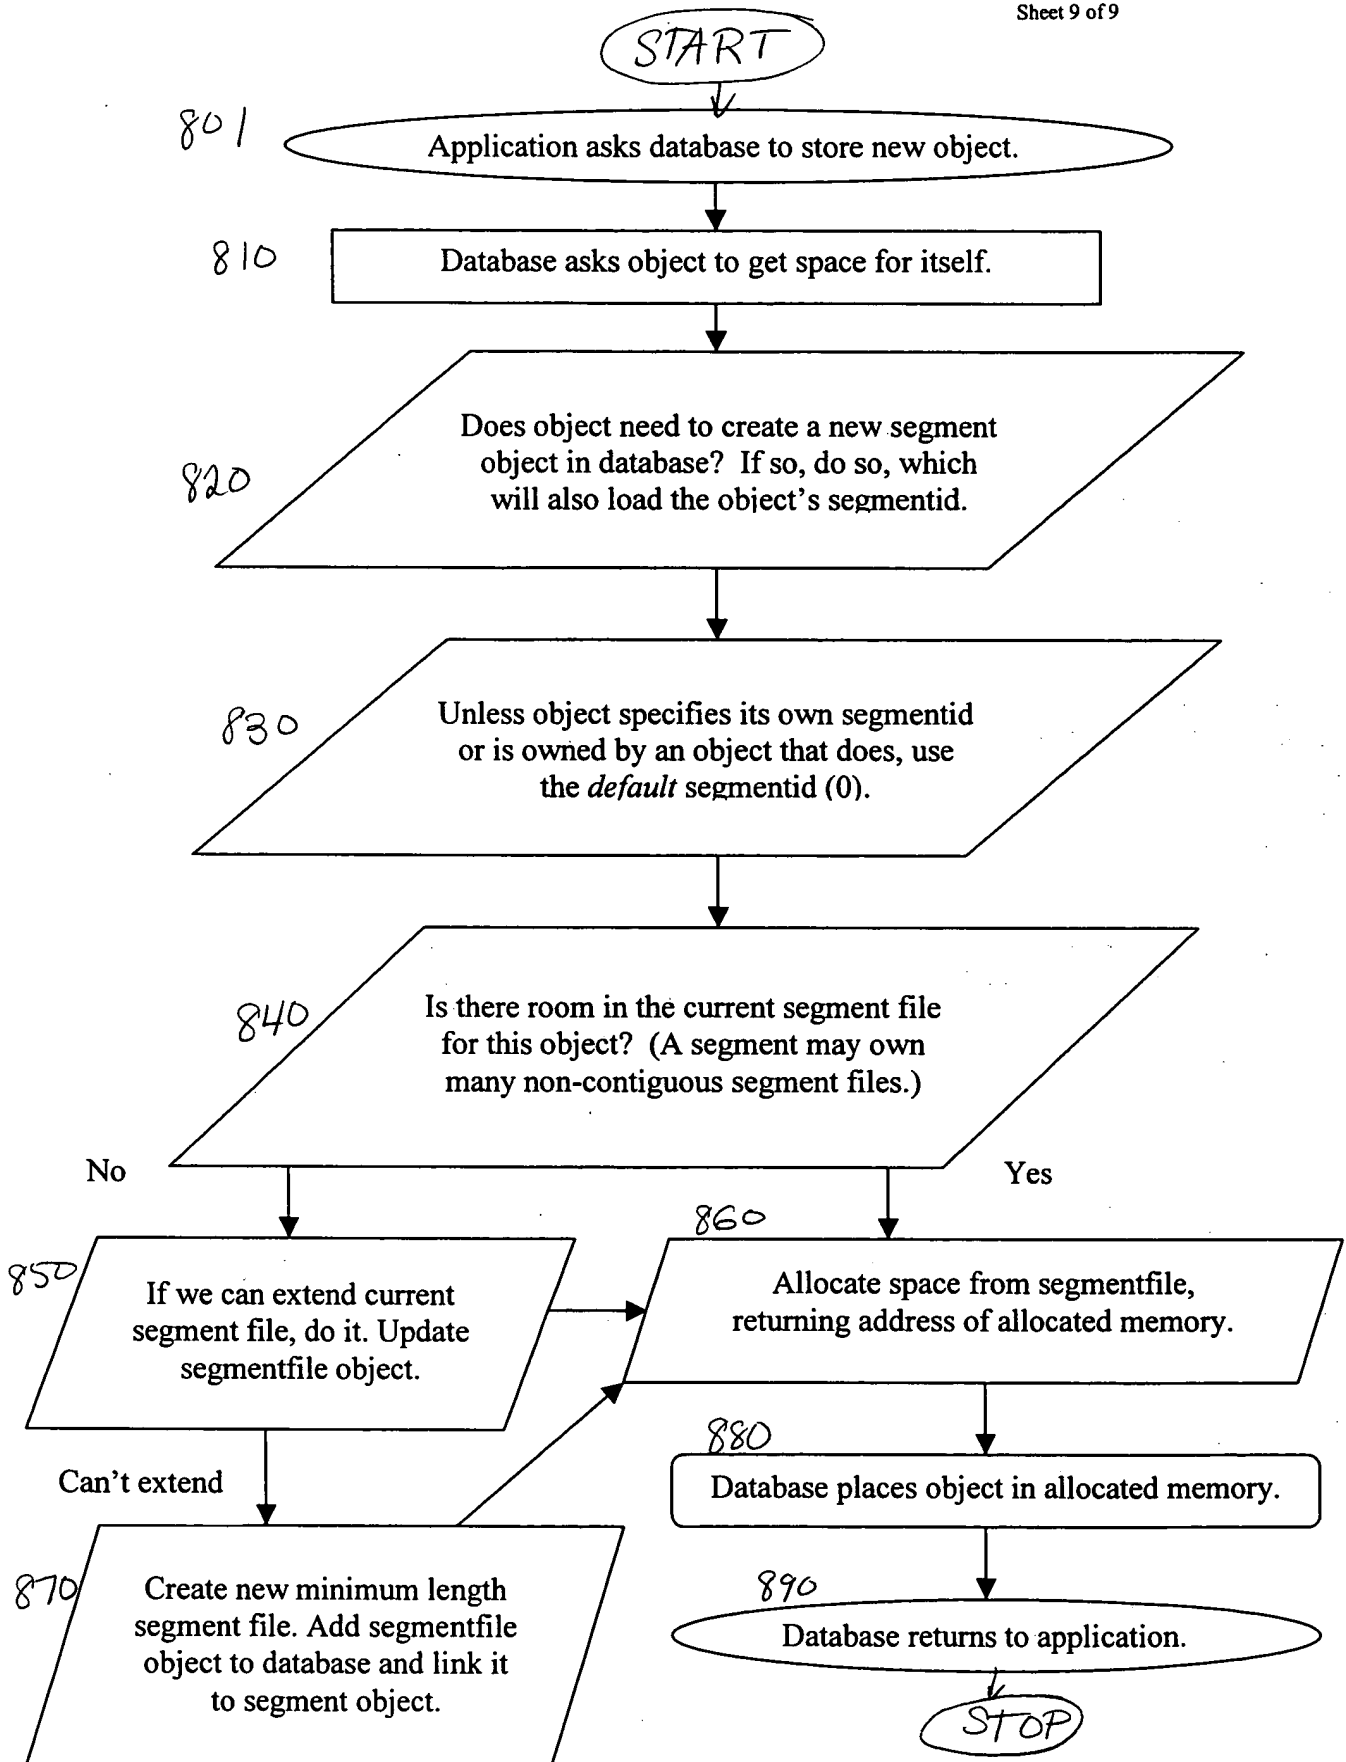 Sheet 9 of 9
START
801
Application asks database to store new object.
810
Database asks object to get space for itself.
820
Does object need to create a new segment
object in database? If so, do so, which
will also load the object's segmentid.
830
Unless object specifies its own segmentid
or is owned by an object that does, use
the default segmentid (0).
840
Is there room in the current segment file
for this object? (A segment may own
many non-contiguous segment files.)
No
Yes
850
If we can extend current
segment file, do it. Update
segmentfile object.
860
Allocate space from segmentfile,
returning address of allocated memory.
Can't extend
880
Database places object in allocated memory.
870
Create new minimum length
segment file. Add segmentfile
object to database and link it
to segment object.
890
Database returns to application.
STOP